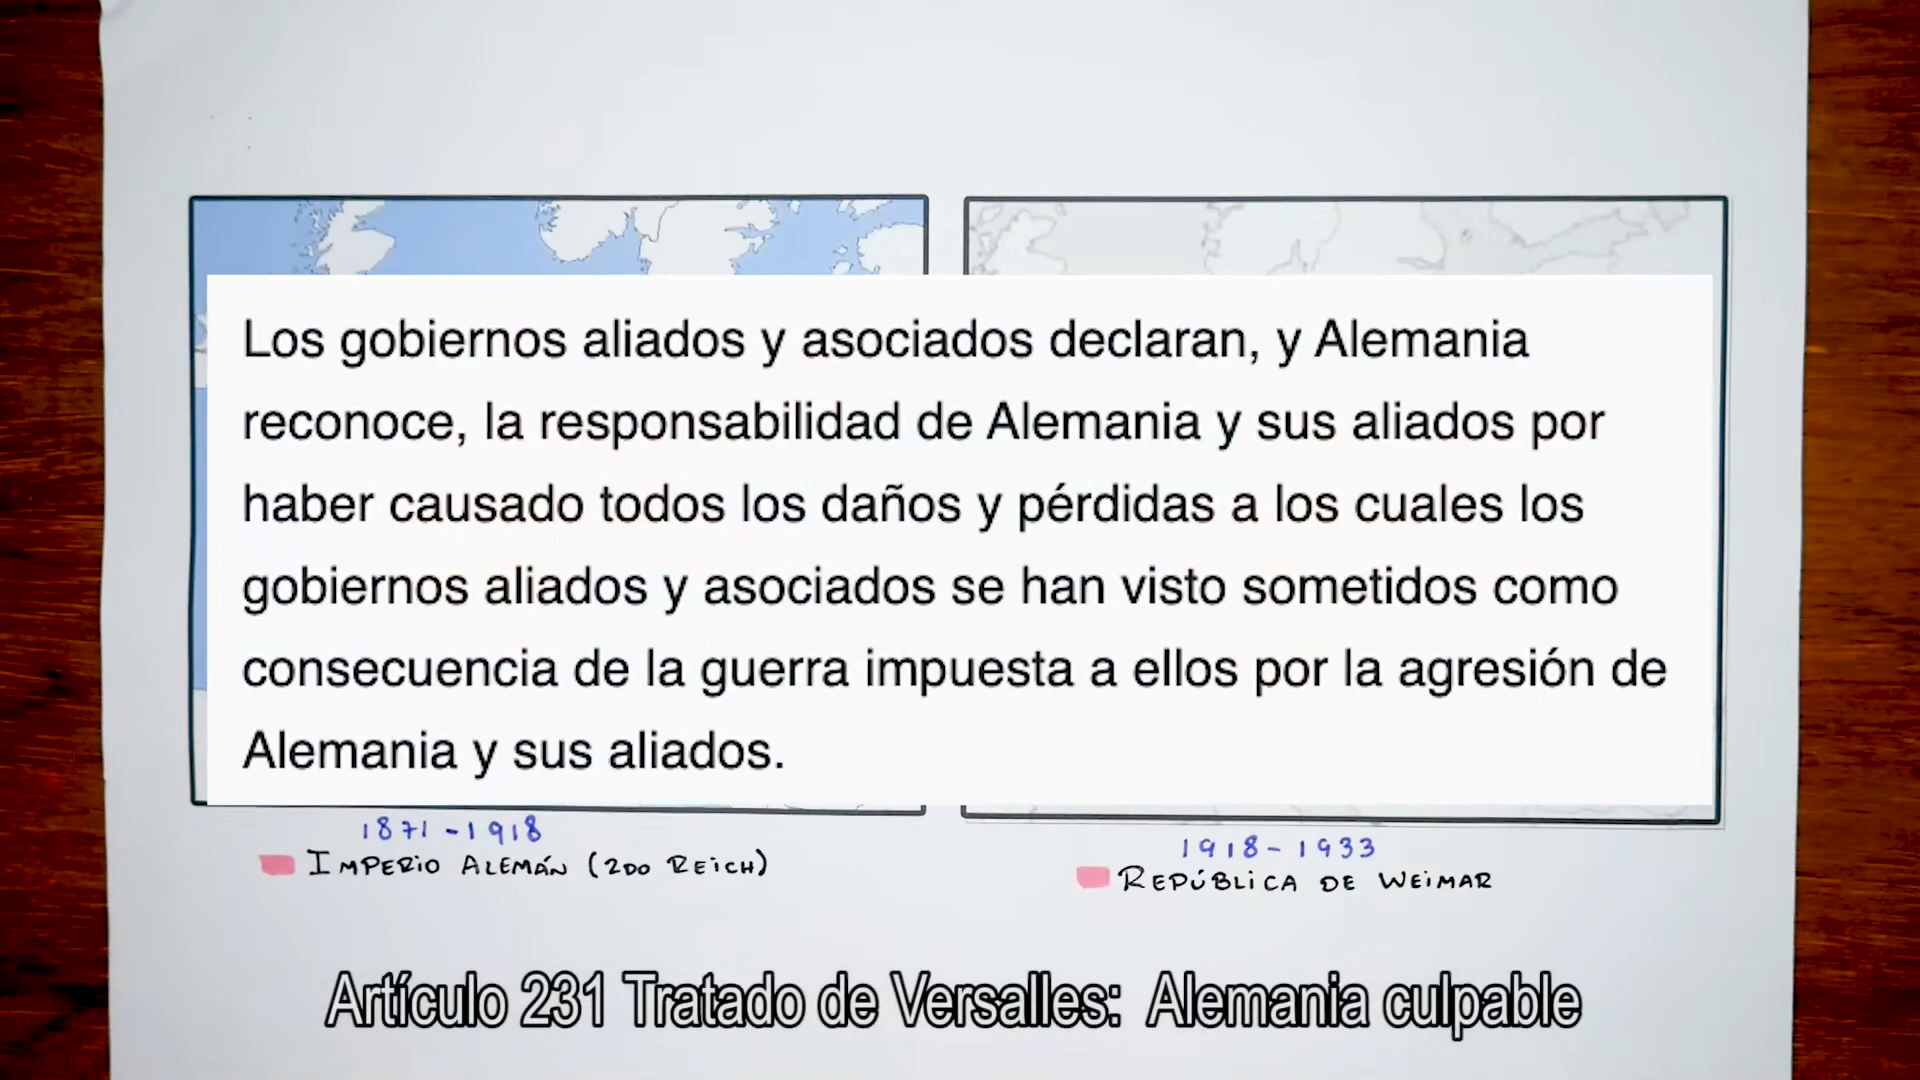 Los gobiernos aliados y asociados declaran, y Alemania
reconoce, la responsabilidad de Alemania y sus aliados por
haber causado todos los daños y pérdidas a los cuales los
gobiernos aliados y asociados se han visto sometidos como
consecuencia de la guerra impuesta a ellos por la agresión de
Alemania y sus aliados.
1871-1918
IMPERIO ALEMÁN (2DO REICH)
1918-1933
REPÚBLICA DE WEIMAR
Artículo 231 Tratado de Versalles: Alemania culpable